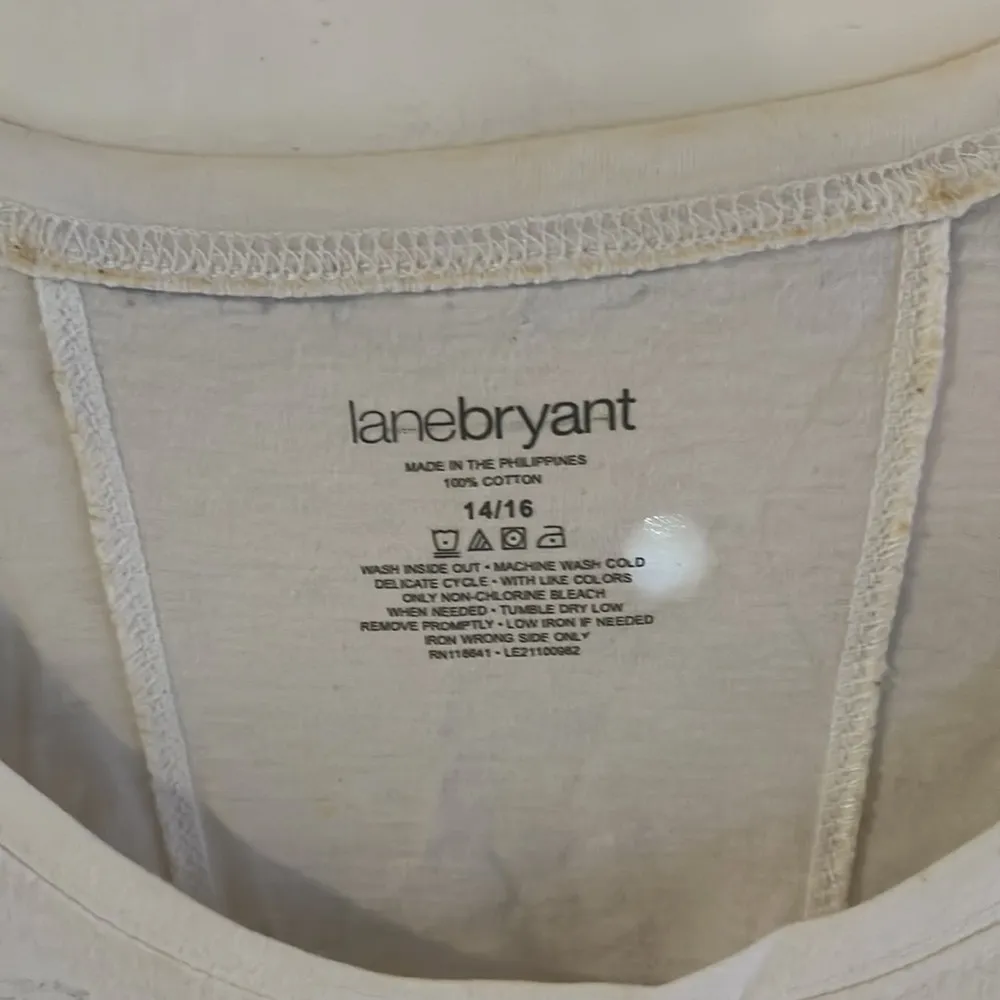 lanebryant
MADE IN THE PHILIPPINES
100% COTTON
14/16
WASH INSIDE OUT • MACHINE WASH COLD
DELICATE CYCLE • WITH LIKE COLORS
ONLY NON-CHLORINE BLEACH
WHEN NEEDED • TUMBLE DRY LOW
REMOVE PROMPTLY • LOW IRON IF NEEDED
IRON WRONG SIDE ONLY
RN118641 • LE21100982